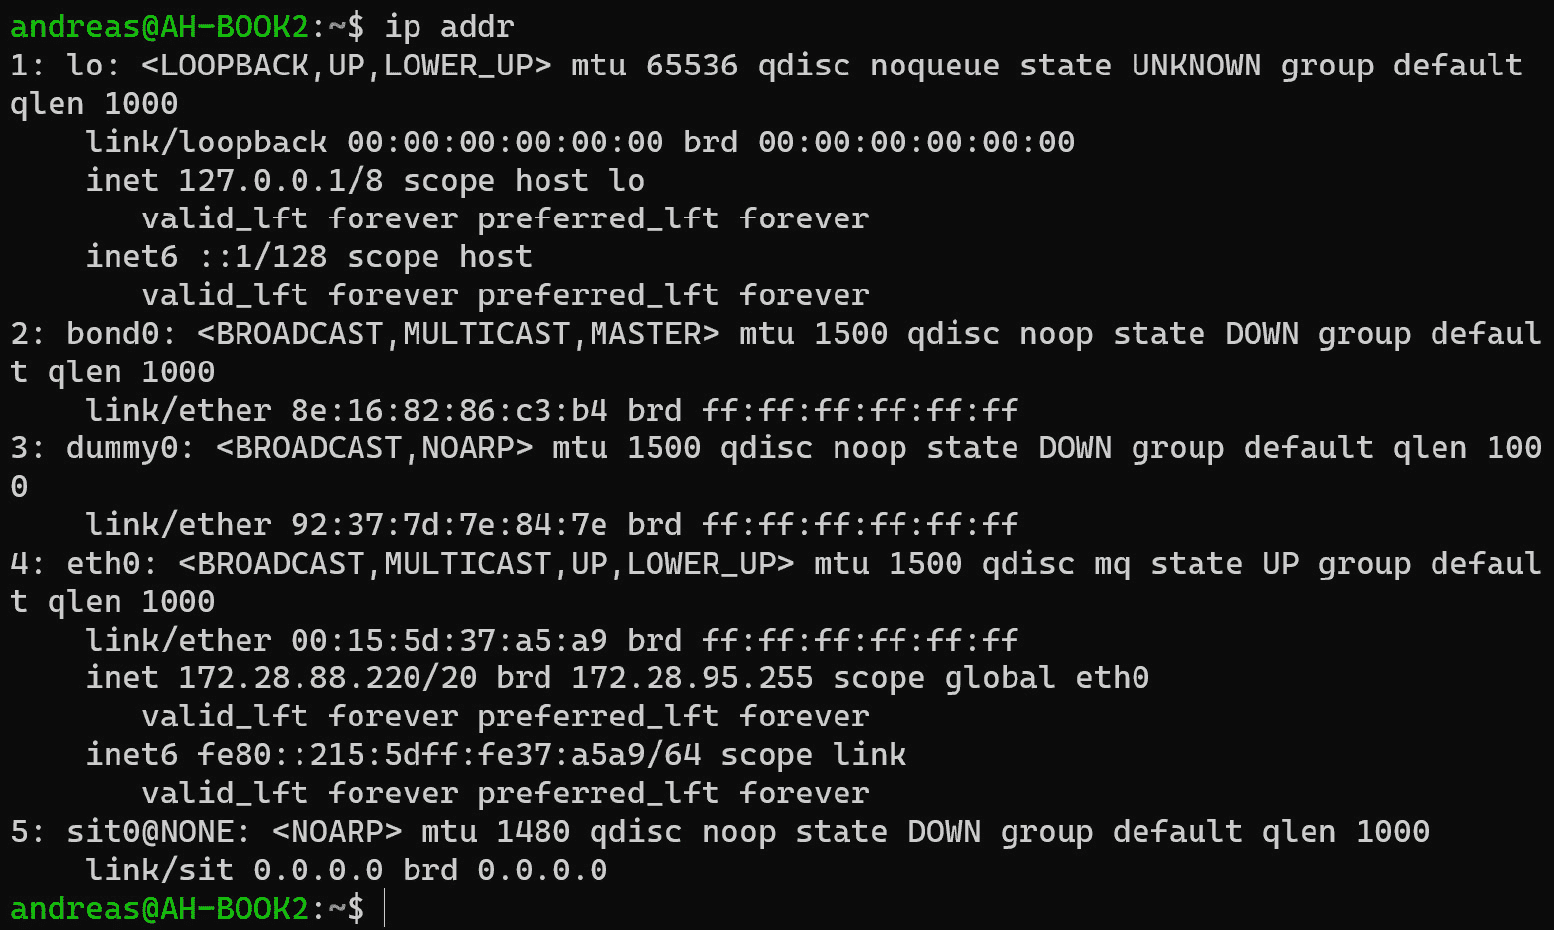 andreas@AH-BOOK2:~$ ip addr
1: lo: <LOOPBACK,UP,LOWER_UP> mtu 65536 qdisc noqueue state UNKNOWN group default
qlen 1000
    link/loopback 00:00:00:00:00:00 brd 00:00:00:00:00:00
    inet 127.0.0.1/8 scope host lo
       valid_lft forever preferred_lft forever
    inet6 ::1/128 scope host
       valid_lft forever preferred_lft forever
2: bond0: <BROADCAST,MULTICAST,MASTER> mtu 1500 qdisc noop state DOWN group defaul
t qlen 1000
    link/ether 8e:16:82:86:c3:b4 brd ff:ff:ff:ff:ff:ff
3: dummy0: <BROADCAST,NOARP> mtu 1500 qdisc noop state DOWN group default qlen 100
0
    link/ether 92:37:7d:7e:84:7e brd ff:ff:ff:ff:ff:ff
4: eth0: <BROADCAST,MULTICAST,UP,LOWER_UP> mtu 1500 qdisc mq state UP group defaul
t qlen 1000
    link/ether 00:15:5d:37:a5:a9 brd ff:ff:ff:ff:ff:ff
    inet 172.28.88.220/20 brd 172.28.95.255 scope global eth0
       valid_lft forever preferred_lft forever
    inet6 fe80::215:5dff:fe37:a5a9/64 scope link
       valid_lft forever preferred_lft forever
5: sit0@NONE: <NOARP> mtu 1480 qdisc noop state DOWN group default qlen 1000
    link/sit 0.0.0.0 brd 0.0.0.0
andreas@AH-BOOK2:~$